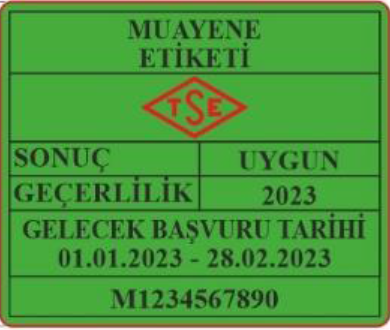 MUAYENE
ETİKETİ
TSE
SONUÇ UYGUN
GEÇERLİLİK 2023
GELECEK BAŞVURU TARİHİ
01.01.2023 - 28.02.2023
M1234567890